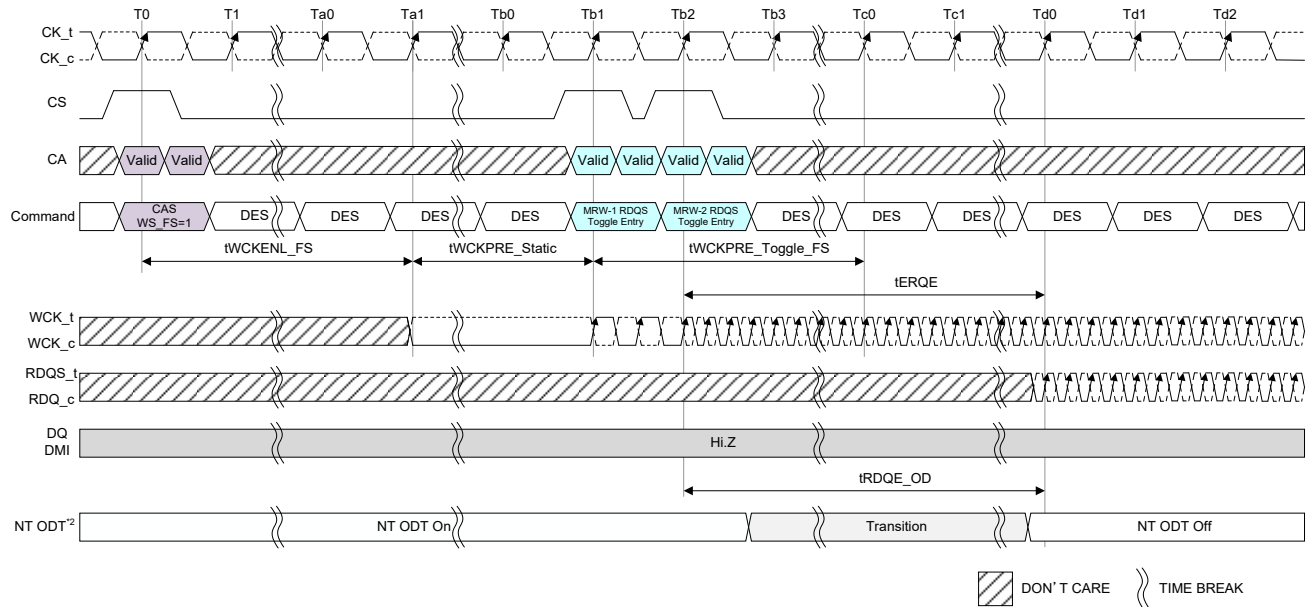 T0 T1 Ta0 Ta1 Tb0 Tb1 Tb2 Tb3 Tc0 Tc1 Td0 Td1 Td2
CK_t
CK_c
CS
CA Valid Valid Valid Valid Valid Valid
Command CAS WS_FS=1 DES DES DES DES MRW-1 RDQS Toggle Entry MRW-2 RDQS Toggle Entry DES DES DES DES DES DES
tWCKENL_FS tWCKPRE_Static tWCKPRE_Toggle_FS
tERQE
WCK_t
WCK_c
RDQS_t
RDQ_c
DQ
DMI
Hi.Z
tRDQE_OD
NT ODT*2 NT ODT On Transition NT ODT Off
DON'T CARE TIME BREAK